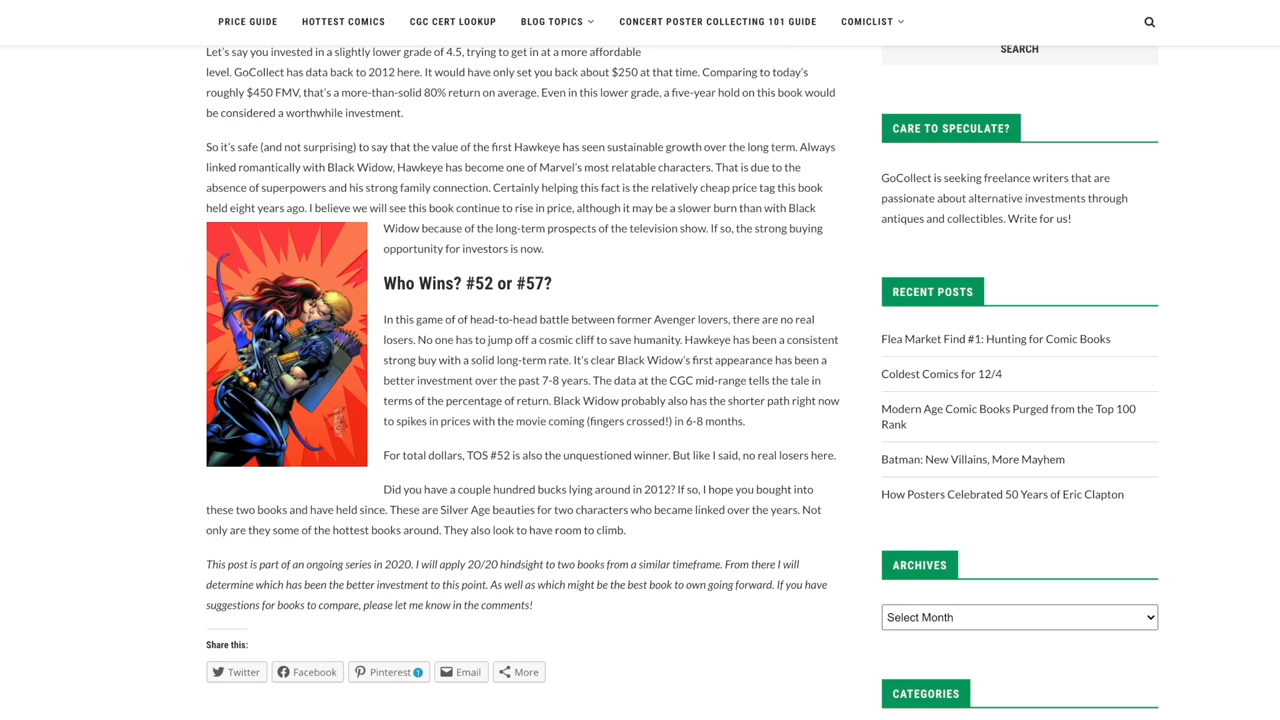 PRICE GUIDE HOTTEST COMICS CGC CERT LOOKUP BLOG TOPICS CONCERT POSTER COLLECTING 101 GUIDE COMICLIST
Let's say you invested in a slightly lower grade of 4.5, trying to get in at a more affordable
level. GoCollect has data back to 2012 here. It would have only set you back about $250 at that time. Comparing to today's
roughly $450 FMV, that's a more-than-solid 80% return on average. Even in this lower grade, a five-year hold on this book would
be considered a worthwhile investment.
So it's safe (and not surprising) to say that the value of the first Hawkeye has seen sustainable growth over the long term. Always
linked romantically with Black Widow, Hawkeye has become one of Marvel's most relatable characters. That is due to the
absence of superpowers and his strong family connection. Certainly helping this fact is the relatively cheap price tag this book
held eight years ago. I believe we will see this book continue to rise in price, although it may be a slower burn than with Black
Widow because of the long-term prospects of the television show. If so, the strong buying
opportunity for investors is now.
Who Wins? #52 or #57?
In this game of of head-to-head battle between former Avenger lovers, there are no real
losers. No one has to jump off a cosmic cliff to save humanity. Hawkeye has been a consistent
strong buy with a solid long-term rate. It's clear Black Widow's first appearance has been a
better investment over the past 7-8 years. The data at the CGC mid-range tells the tale in
terms of the percentage of return. Black Widow probably also has the shorter path right now
to spikes in prices with the movie coming (fingers crossed!) in 6-8 months.
For total dollars, TOS #52 is also the unquestioned winner. But like I said, no real losers here.
Did you have a couple hundred bucks lying around in 2012? If so, I hope you bought into
these two books and have held since. These are Silver Age beauties for two characters who became linked over the years. Not
only are they some of the hottest books around. They also look to have room to climb.
This post is part of an ongoing series in 2020. I will apply 20/20 hindsight to two books from a similar timeframe. From there I will
determine which has been the better investment to this point. As well as which might be the best book to own going forward. If you have
suggestions for books to compare, please let me know in the comments!
Share this:
Twitter Facebook Pinterest 1 Email More
SEARCH
CARE TO SPECULATE?
GoCollect is seeking freelance writers that are
passionate about alternative investments through
antiques and collectibles. Write for us!
RECENT POSTS
Flea Market Find #1: Hunting for Comic Books
Coldest Comics for 12/4
Modern Age Comic Books Purged from the Top 100
Rank
Batman: New Villains, More Mayhem
How Posters Celebrated 50 Years of Eric Clapton
ARCHIVES
Select Month
CATEGORIES